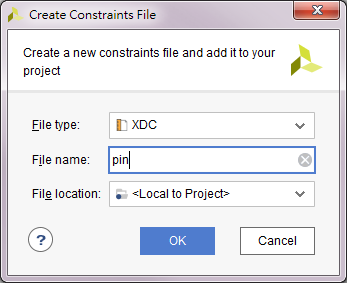 Create Constraints File
Create a new constraints file and add it to your
project
File type: XDC
File name: pin
File location: <Local to Project>
? OK Cancel